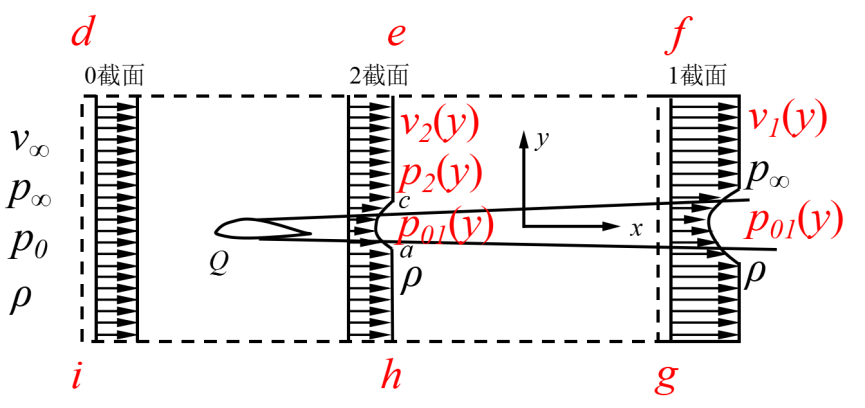 d e f
0截面 2截面 1截面
v∞ v₂(y) y v₁(y)
p∞ p₂(y) p∞
c
p₀ p₀₁(y) x p₀₁(y)
Q a
ρ ρ ρ
i h g